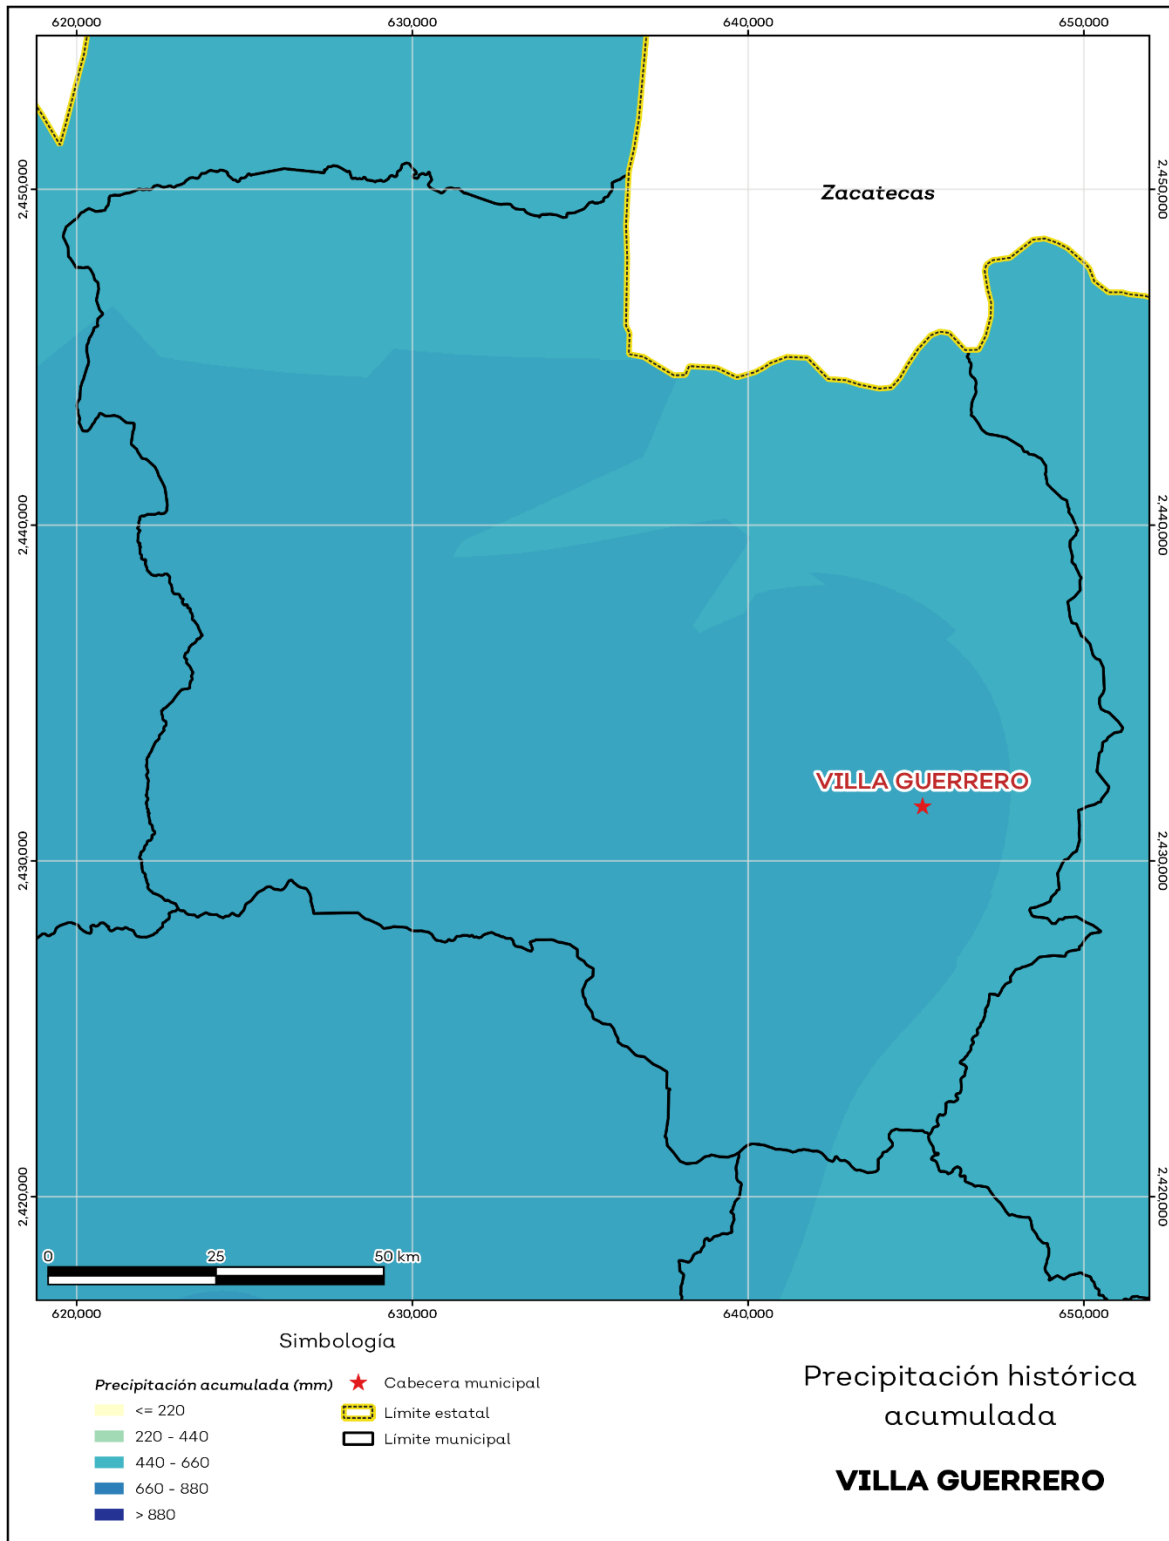 620,000 630,000 640,000 650,000
2,450,000 2,450,000
Zacatecas
2,440,000 2,440,000
VILLA GUERRERO
2,430,000 2,430,000
2,420,000 2,420,000
0 25 50 km
620,000 630,000 640,000 650,000
Simbología
Precipitación acumulada (mm)
<= 220
220 - 440
440 - 660
660 - 880
> 880
Cabecera municipal
Límite estatal
Límite municipal
Precipitación histórica
acumulada
VILLA GUERRERO